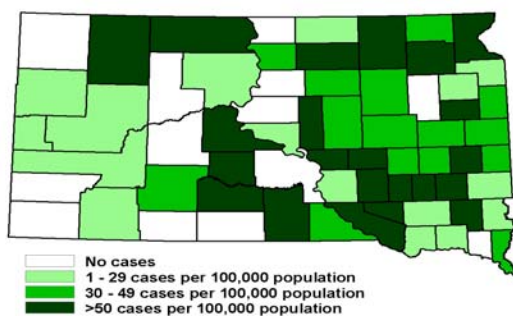 No cases
1 - 29 cases per 100,000 population
30 - 49 cases per 100,000 population
>50 cases per 100,000 population